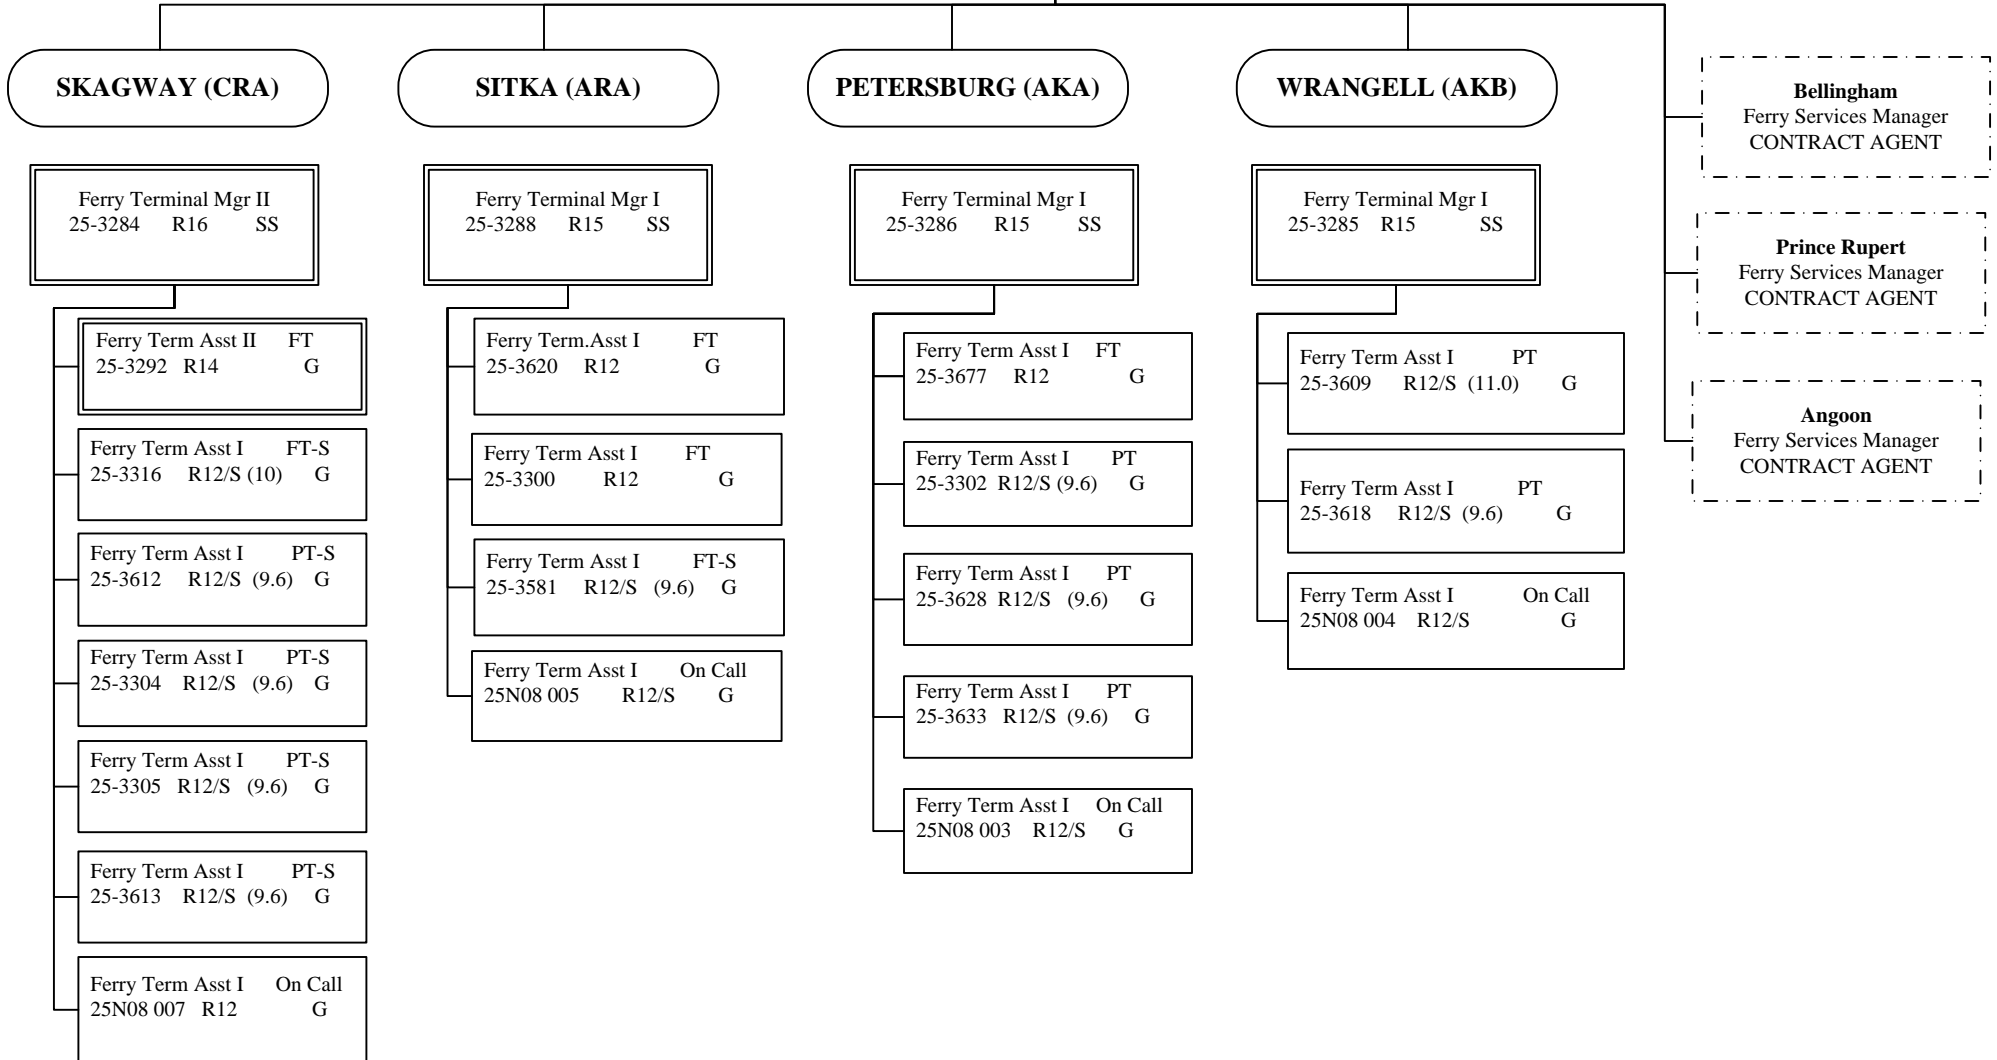 SKAGWAY (CRA)
Ferry Terminal Mgr II
25-3284 R16 SS
Ferry Term Asst II FT
25-3292 R14 G
Ferry Term Asst I FT-S
25-3316 R12/S (10) G
Ferry Term Asst I PT-S
25-3612 R12/S (9.6) G
Ferry Term Asst I PT-S
25-3304 R12/S (9.6) G
Ferry Term Asst I PT-S
25-3305 R12/S (9.6) G
Ferry Term Asst I PT-S
25-3613 R12/S (9.6) G
Ferry Term Asst I On Call
25N08 007 R12 G
SITKA (ARA)
Ferry Terminal Mgr I
25-3288 R15 SS
Ferry Term.Asst I FT
25-3620 R12 G
Ferry Term Asst I FT
25-3300 R12 G
Ferry Term Asst I FT-S
25-3581 R12/S (9.6) G
Ferry Term Asst I On Call
25N08 005 R12/S G
PETERSBURG (AKA)
Ferry Terminal Mgr I
25-3286 R15 SS
Ferry Term Asst I FT
25-3677 R12 G
Ferry Term Asst I PT
25-3302 R12/S (9.6) G
Ferry Term Asst I PT
25-3628 R12/S (9.6) G
Ferry Term Asst I PT
25-3633 R12/S (9.6) G
Ferry Term Asst I On Call
25N08 003 R12/S G
WRANGELL (AKB)
Ferry Terminal Mgr I
25-3285 R15 SS
Ferry Term Asst I PT
25-3609 R12/S (11.0) G
Ferry Term Asst I PT
25-3618 R12/S (9.6) G
Ferry Term Asst I On Call
25N08 004 R12/S G
Bellingham
Ferry Services Manager
CONTRACT AGENT
Prince Rupert
Ferry Services Manager
CONTRACT AGENT
Angoon
Ferry Services Manager
CONTRACT AGENT